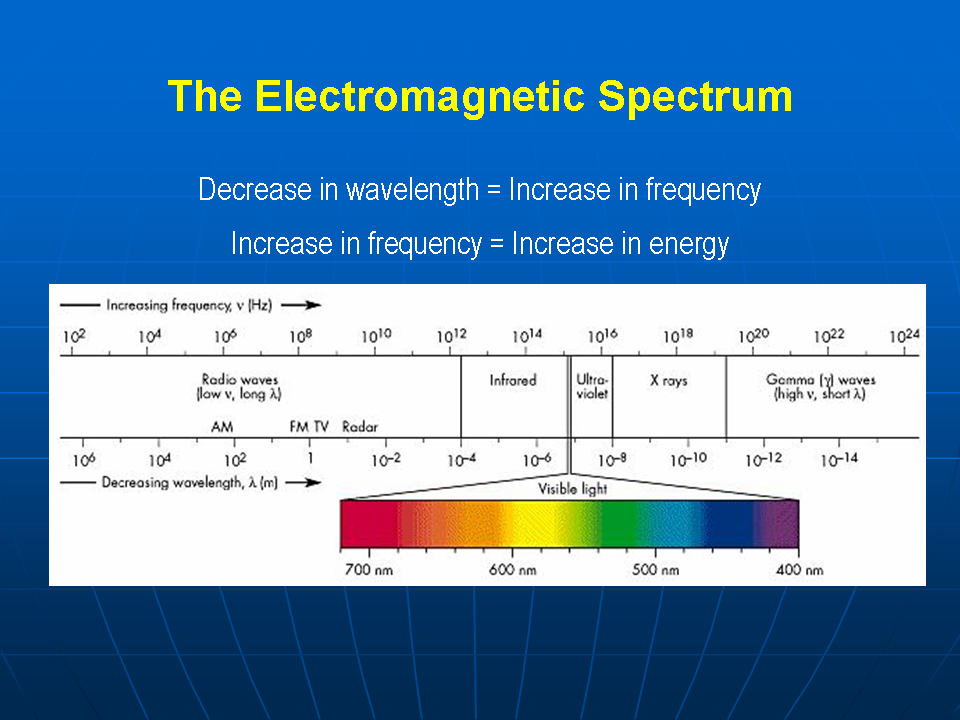 The Electromagnetic Spectrum
Decrease in wavelength = Increase in frequency
Increase in frequency = Increase in energy
Increasing frequency, ν (Hz)
10² 10⁴ 10⁶ 10⁸ 10¹⁰ 10¹² 10¹⁴ 10¹⁶ 10¹⁸ 10²⁰ 10²² 10²⁴
Radio waves Infrared Ultra- X rays Gamma (γ) waves
(low ν, long λ) violet (high ν, short λ)
AM FM TV Radar
10⁶ 10⁴ 10² 1 10⁻² 10⁻⁴ 10⁻⁶ 10⁻⁸ 10⁻¹⁰ 10⁻¹² 10⁻¹⁴
Decreasing wavelength, λ (m)
Visible light
700 nm 600 nm 500 nm 400 nm